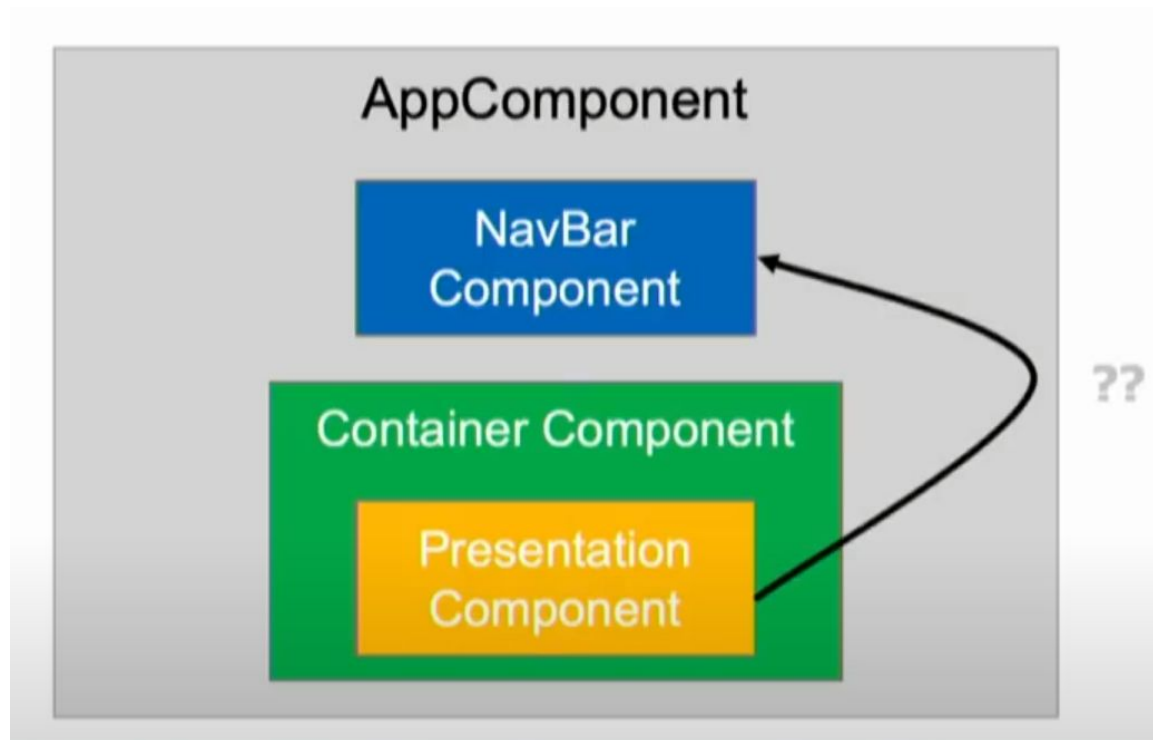 AppComponent
NavBar
Component
??
Container Component
Presentation
Component